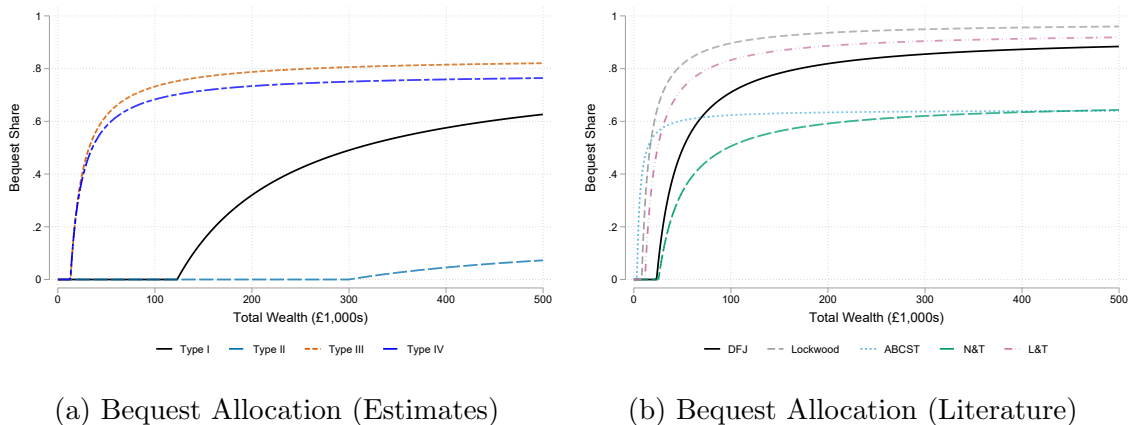 Bequest Share
1
.8
.6
.4
.2
0
0 100 200 300 400 500
Total Wealth (£1,000s)
Type I Type II Type III Type IV
(a) Bequest Allocation (Estimates)
Bequest Share
1
.8
.6
.4
.2
0
0 100 200 300 400 500
Total Wealth (£1,000s)
DFJ Lockwood ABCST N&T L&T
(b) Bequest Allocation (Literature)